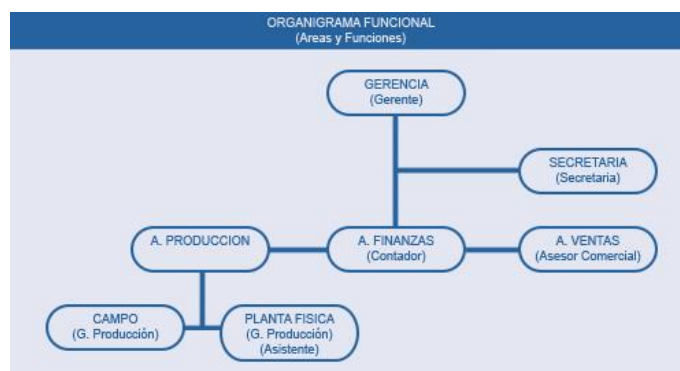 ORGANIGRAMA FUNCIONAL
(Areas y Funciones)
GERENCIA
(Gerente)
SECRETARIA
(Secretaria)
A. PRODUCCION
A. FINANZAS
(Contador)
A. VENTAS
(Asesor Comercial)
CAMPO
(G. Producción)
PLANTA FISICA
(G. Producción)
(Asistente)